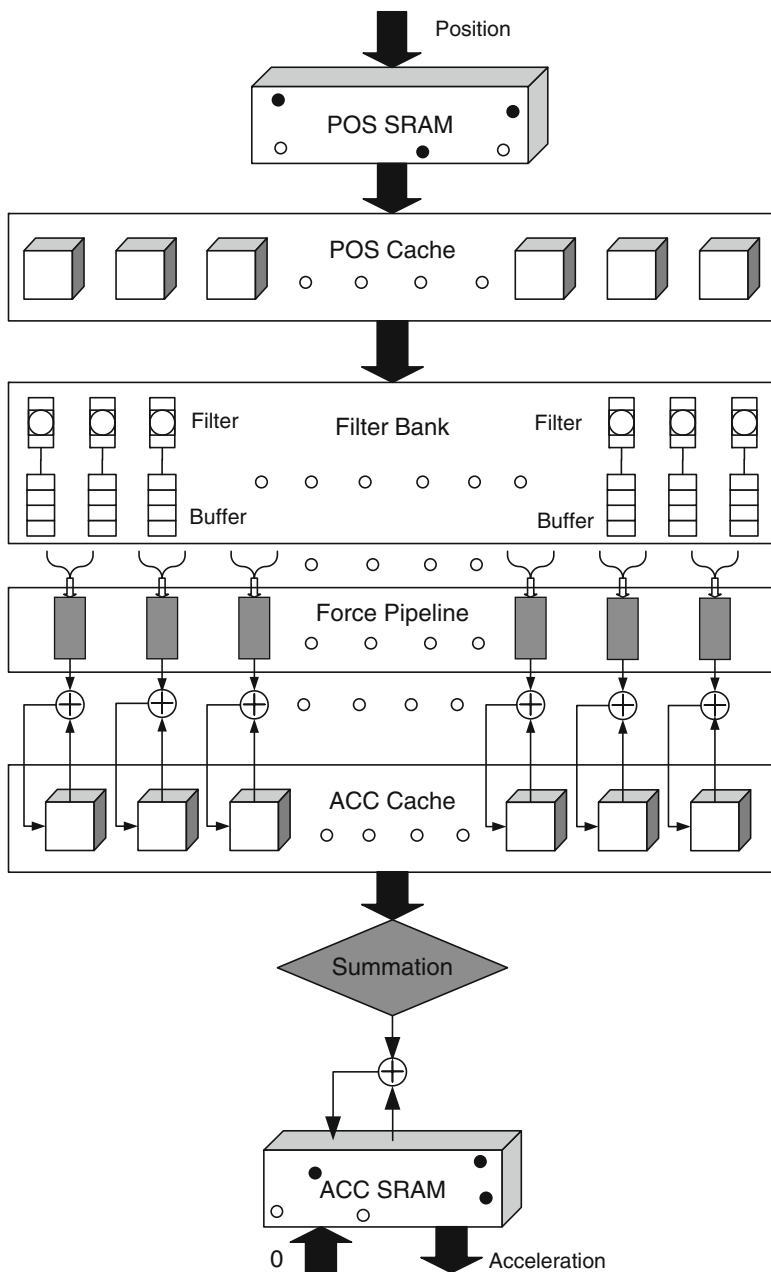 Position
POS SRAM
POS Cache
Filter
Filter Bank
Filter
Buffer
Buffer
Force Pipeline
ACC Cache
Summation
ACC SRAM
0
Acceleration